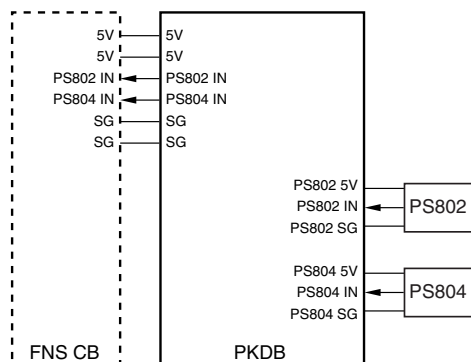 5V 5V
5V 5V
PS802 IN PS802 IN
PS804 IN PS804 IN
SG SG
SG SG
PS802 5V
PS802 IN PS802
PS802 SG
PS804 5V
PS804 IN PS804
PS804 SG
FNS CB PKDB